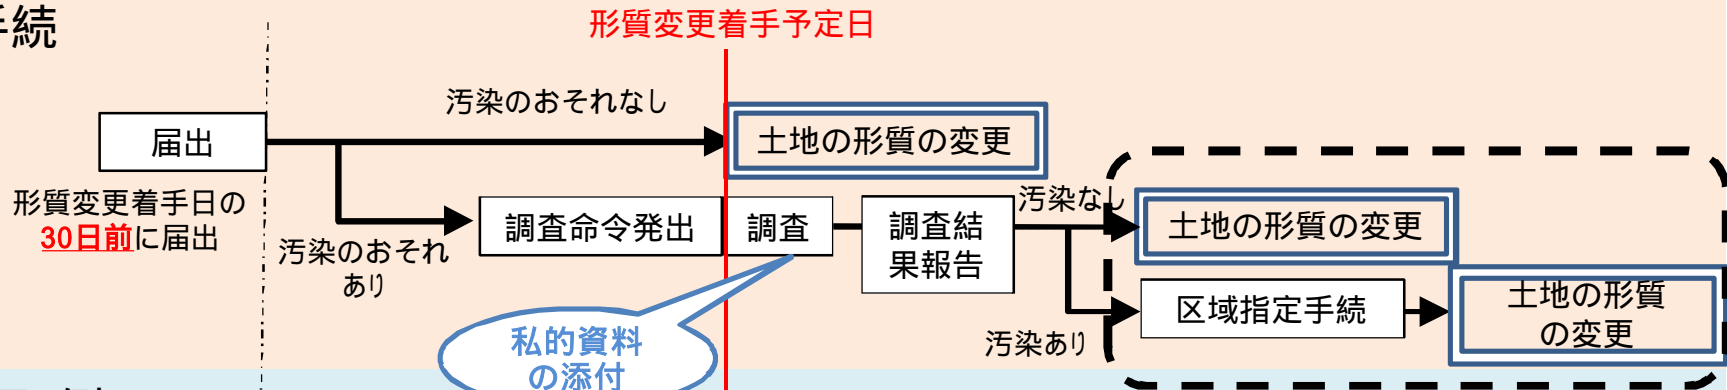 手続
形質変更着手予定日
汚染のおそれなし
届出
土地の形質の変更
形質変更着手日の
30日前に届出
汚染のおそれ
あり
調査命令発出
調査
調査結
果報告
汚染なし
土地の形質の変更
汚染あり
区域指定手続
土地の形質
の変更
私的資料
の添付